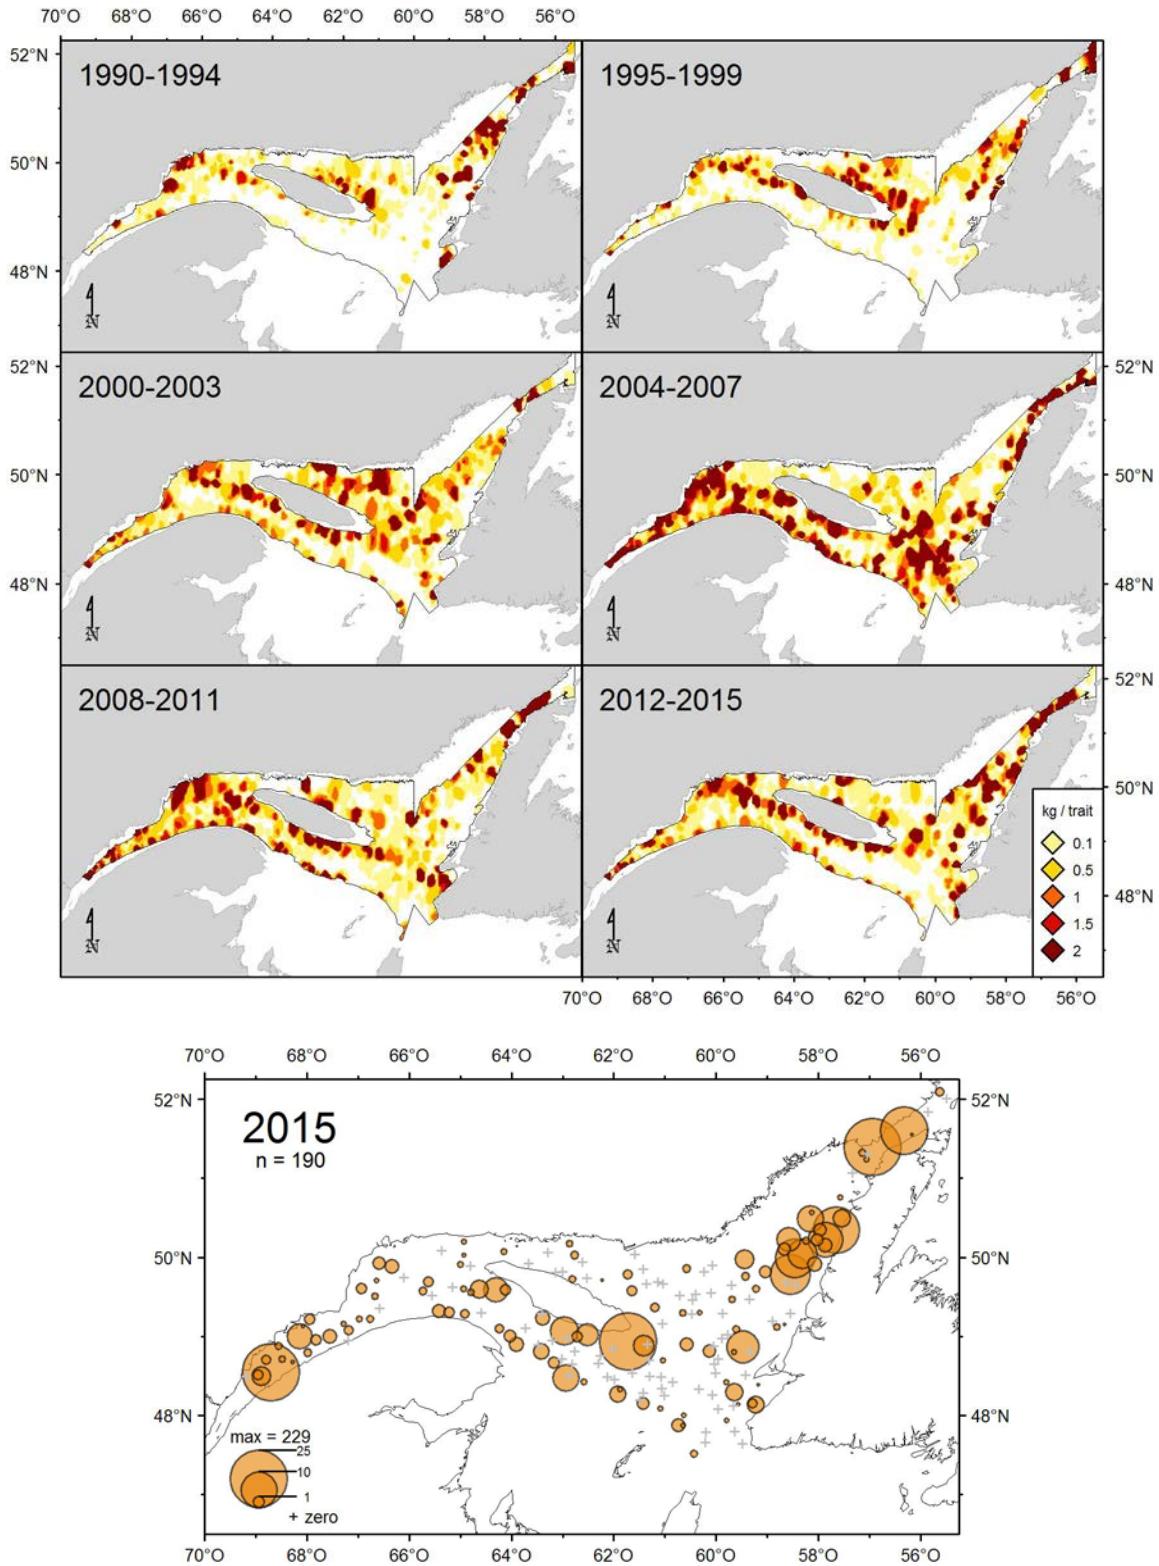 70°O 68°O 66°O 64°O 62°O 60°O 58°O 56°O
52°N
1990-1994
1995-1999
50°N
48°N
N
N
52°N
2000-2003
2004-2007
52°N
50°N
50°N
48°N
48°N
N
N
2008-2011
2012-2015
52°N
50°N
kg / trait
0.1
0.5
1
1.5
2
48°N
N
N
70°O 68°O 66°O 64°O 62°O 60°O 58°O 56°O
70°O 68°O 66°O 64°O 62°O 60°O 58°O 56°O
52°N
2015
n = 190
52°N
50°N
50°N
48°N
48°N
max = 229
25
10
1
+ zero
70°O 68°O 66°O 64°O 62°O 60°O 58°O 56°O